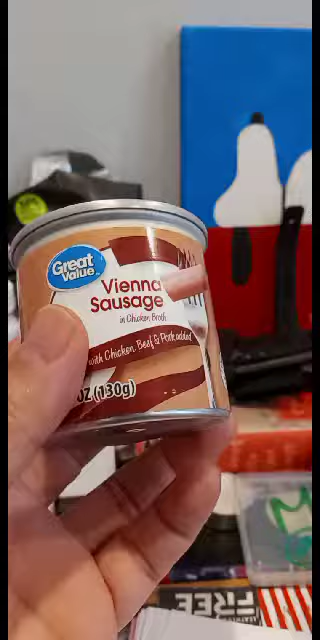 Great
Value
Vienna
Sausage
in Chicken Broth
with Chicken, Beef & Pork added
OZ (130g)
FREE